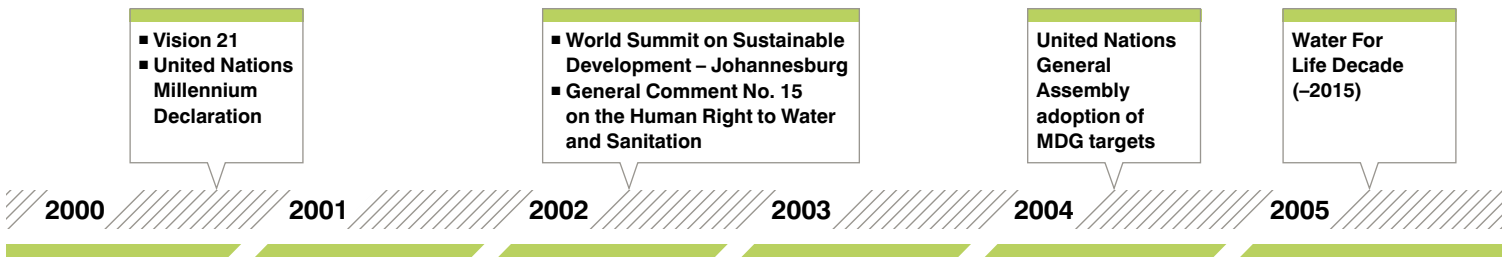 ■ Vision 21
■ United Nations
Millennium
Declaration
■ World Summit on Sustainable
Development – Johannesburg
■ General Comment No. 15
on the Human Right to Water
and Sanitation
United Nations
General
Assembly
adoption of
MDG targets
Water For
Life Decade
(–2015)
2000 2001 2002 2003 2004 2005